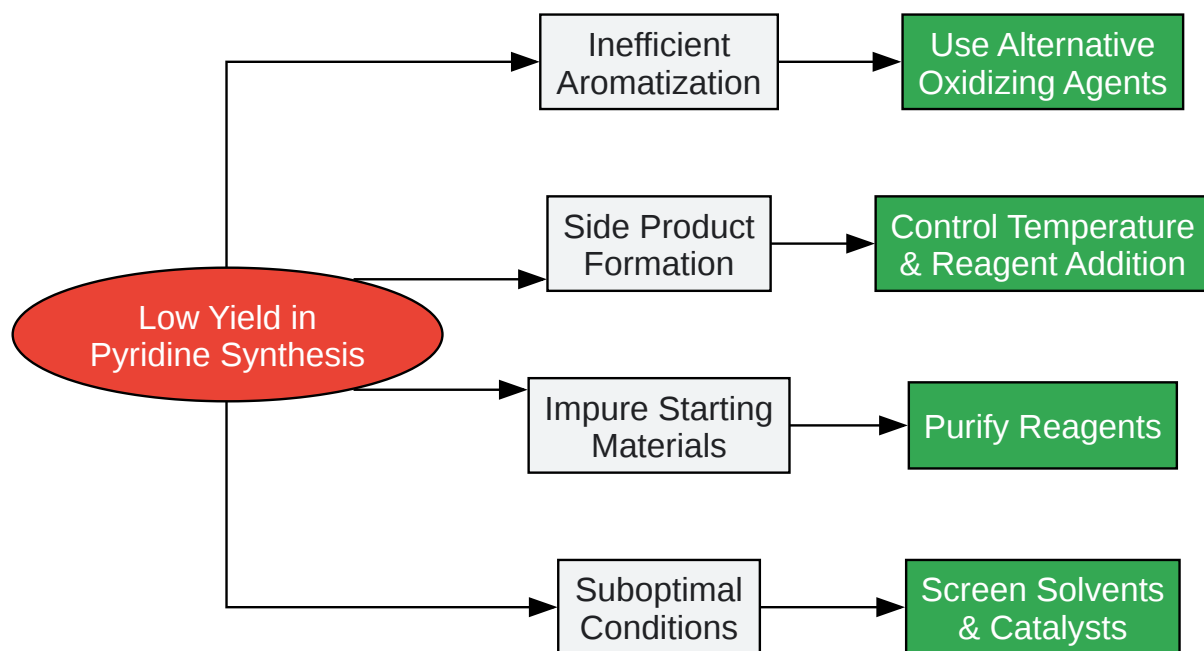 Inefficient
Aromatization
Use Alternative
Oxidizing Agents
Side Product
Formation
Control Temperature
& Reagent Addition
Low Yield in
Pyridine Synthesis
Impure Starting
Materials
Purify Reagents
Suboptimal
Conditions
Screen Solvents
& Catalysts